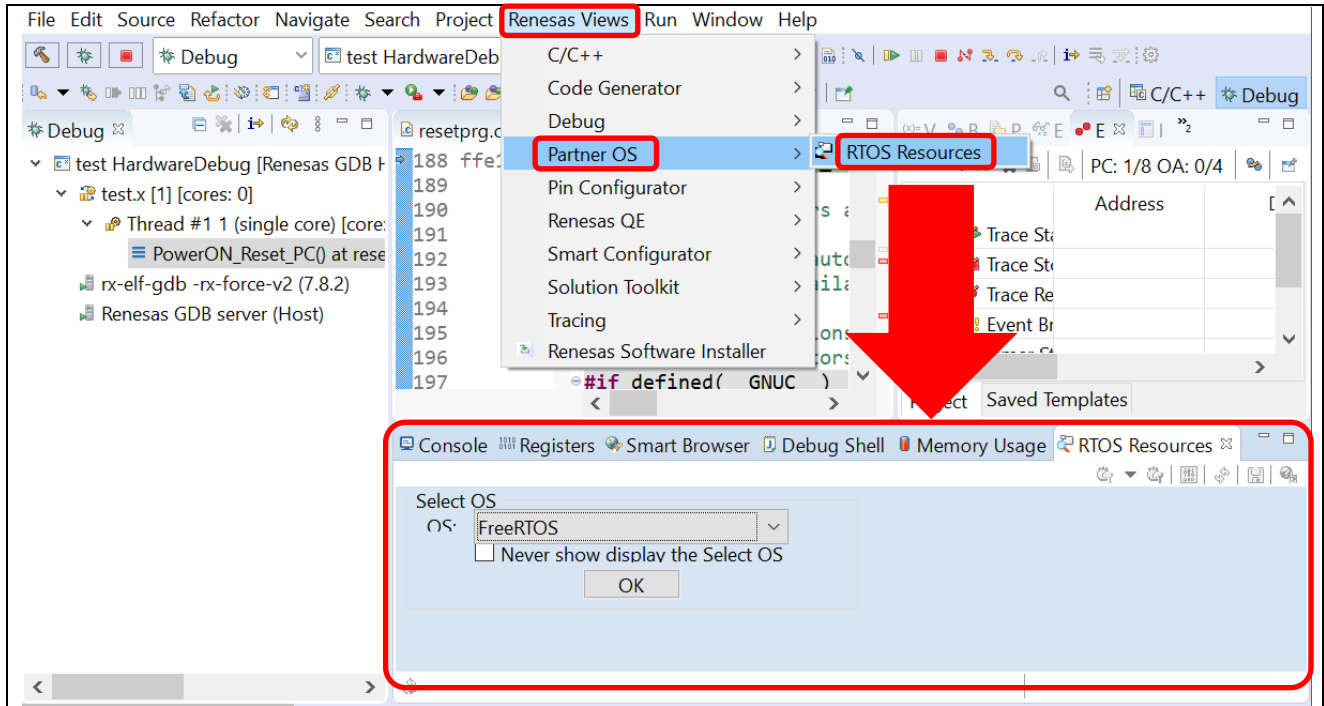 File Edit Source Refactor Navigate Search Project Renesas Views Run Window Help
Debug
test HardwareDeb
C/C++
Debug
Debug
test HardwareDebug [Renesas GDB H
test.x [1] [cores: 0]
Thread #1 1 (single core) [core:
PowerON_Reset_PC() at rese
rx-elf-gdb -rx-force-v2 (7.8.2)
Renesas GDB server (Host)
resetprg.c
188 ffe1
189
190
191
192
193
194
195
196
197
#if defined( GNUC )
C/C++
Code Generator
Debug
Partner OS
Pin Configurator
Renesas QE
Smart Configurator
Solution Toolkit
Tracing
Renesas Software Installer
RTOS Resources
PC: 1/8 OA: 0/4
Address
Trace Sta
Trace Sto
Trace Re
Event Br
Project
Saved Templates
Console Registers Smart Browser Debug Shell Memory Usage RTOS Resources
Select OS
OS: FreeRTOS
Never show display the Select OS
OK